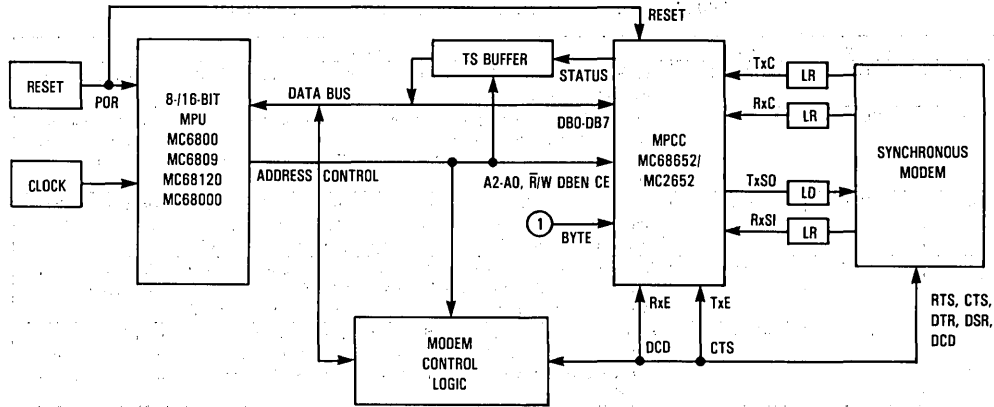 RESET
RESET
POR
CLOCK
8-/16-BIT
MPU
MC6800
MC6809
MC68120
MC68000
TS BUFFER
STATUS
DATA BUS
DB0-DB7
ADDRESS
CONTROL
A2-A0, R̅/W DBEN CE
1
BYTE
MPCC
MC68652/
MC2652
TxC
LR
RxC
LR
TxSO
LD
RxSI
LR
SYNCHRONOUS
MODEM
RxE
TxE
DCD
CTS
MODEM
CONTROL
LOGIC
RTS, CTS,
DTR, DSR,
DCD